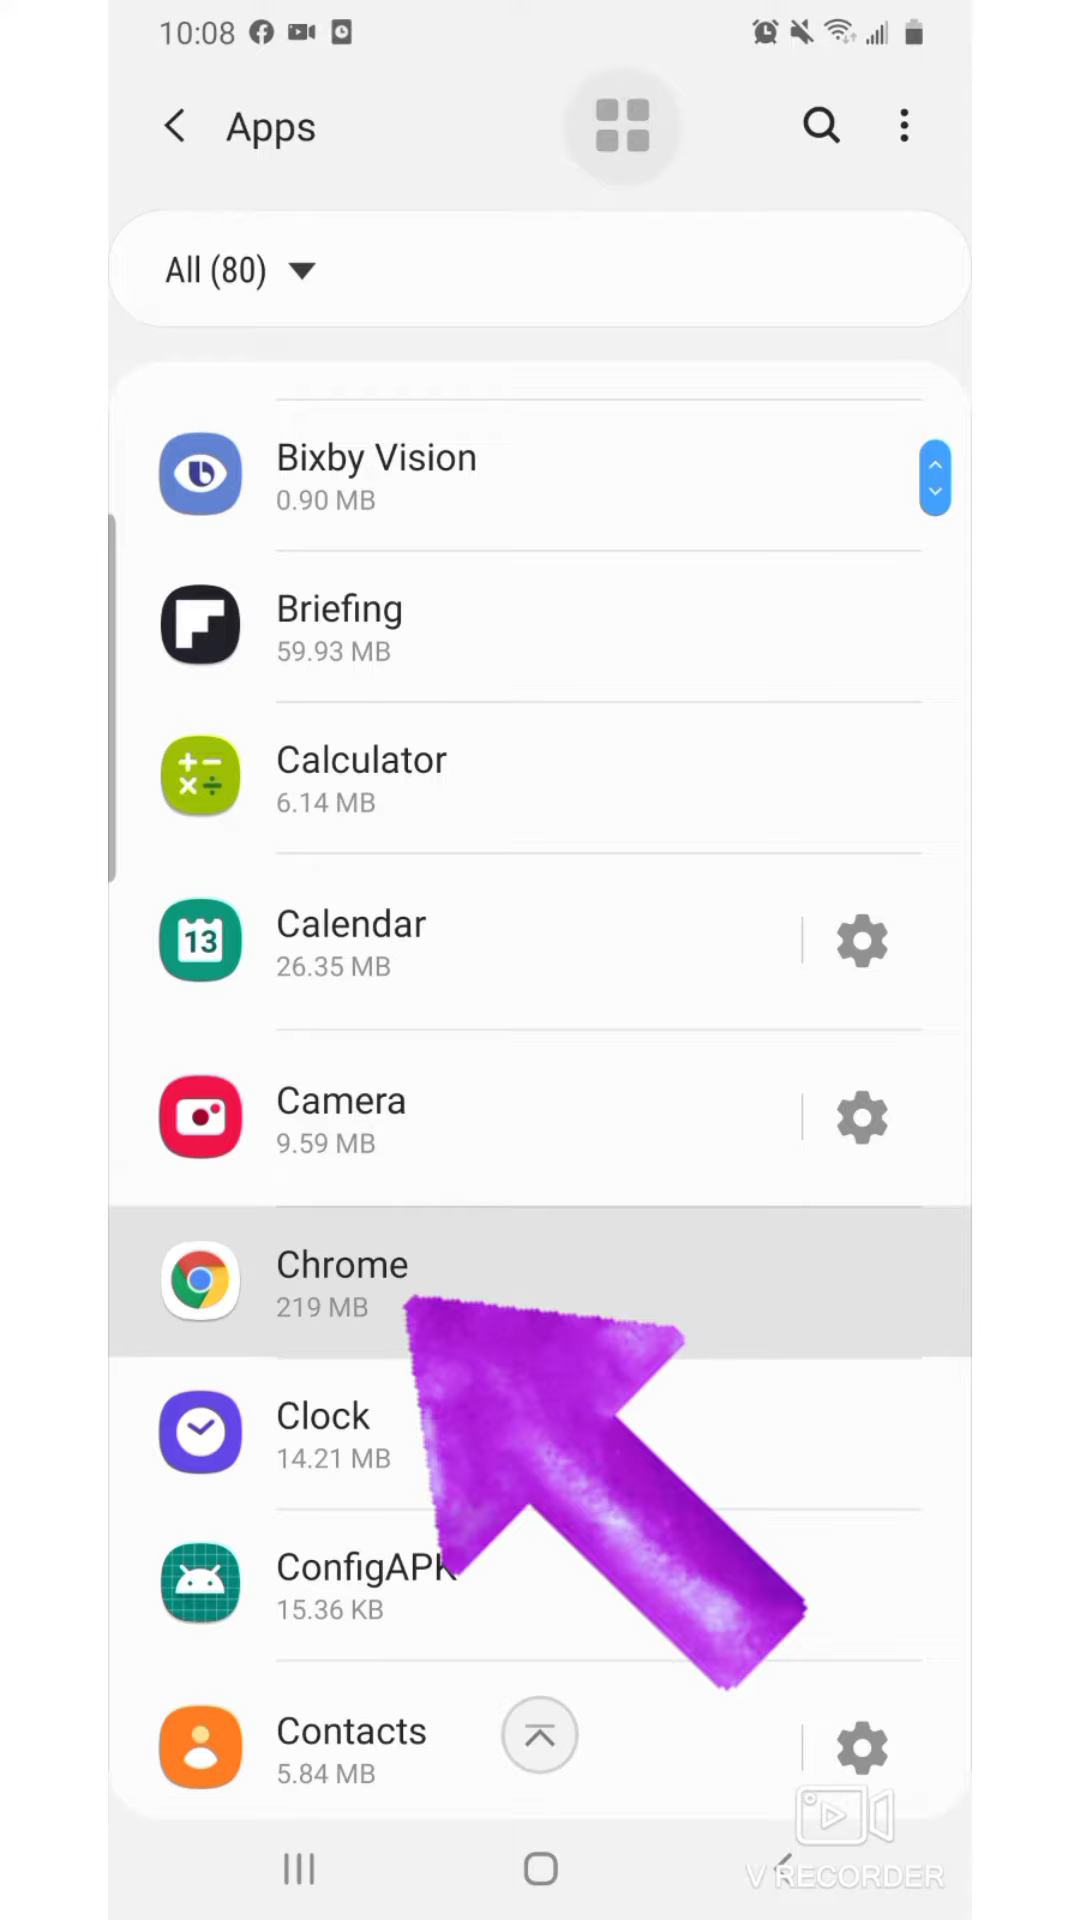 10:08
Apps
All (80)
Bixby Vision
0.90 MB
Briefing
59.93 MB
Calculator
6.14 MB
13
Calendar
26.35 MB
Camera
9.59 MB
Chrome
219 MB
Clock
14.21 MB
ConfigAPK
15.36 KB
Contacts
5.84 MB
V RECORDER